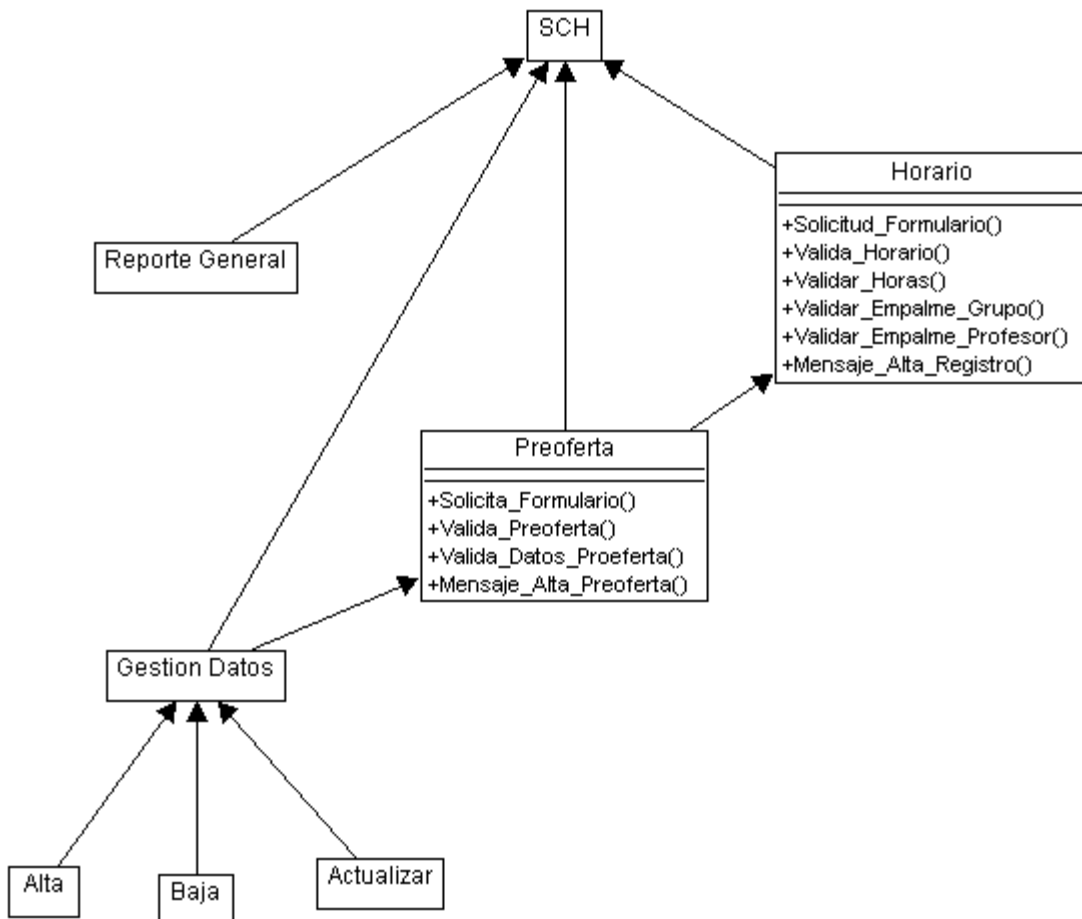 SCH
Horario
+Solicitud_Formulario()
+Valida_Horario()
+Validar_Horas()
+Validar_Empalme_Grupo()
+Validar_Empalme_Profesor()
+Mensaje_Alta_Registro()
Reporte General
Preoferta
+Solicita_Formulario()
+Valida_Preoferta()
+Valida_Datos_Proeferta()
+Mensaje_Alta_Preoferta()
Gestion Datos
Alta
Baja
Actualizar